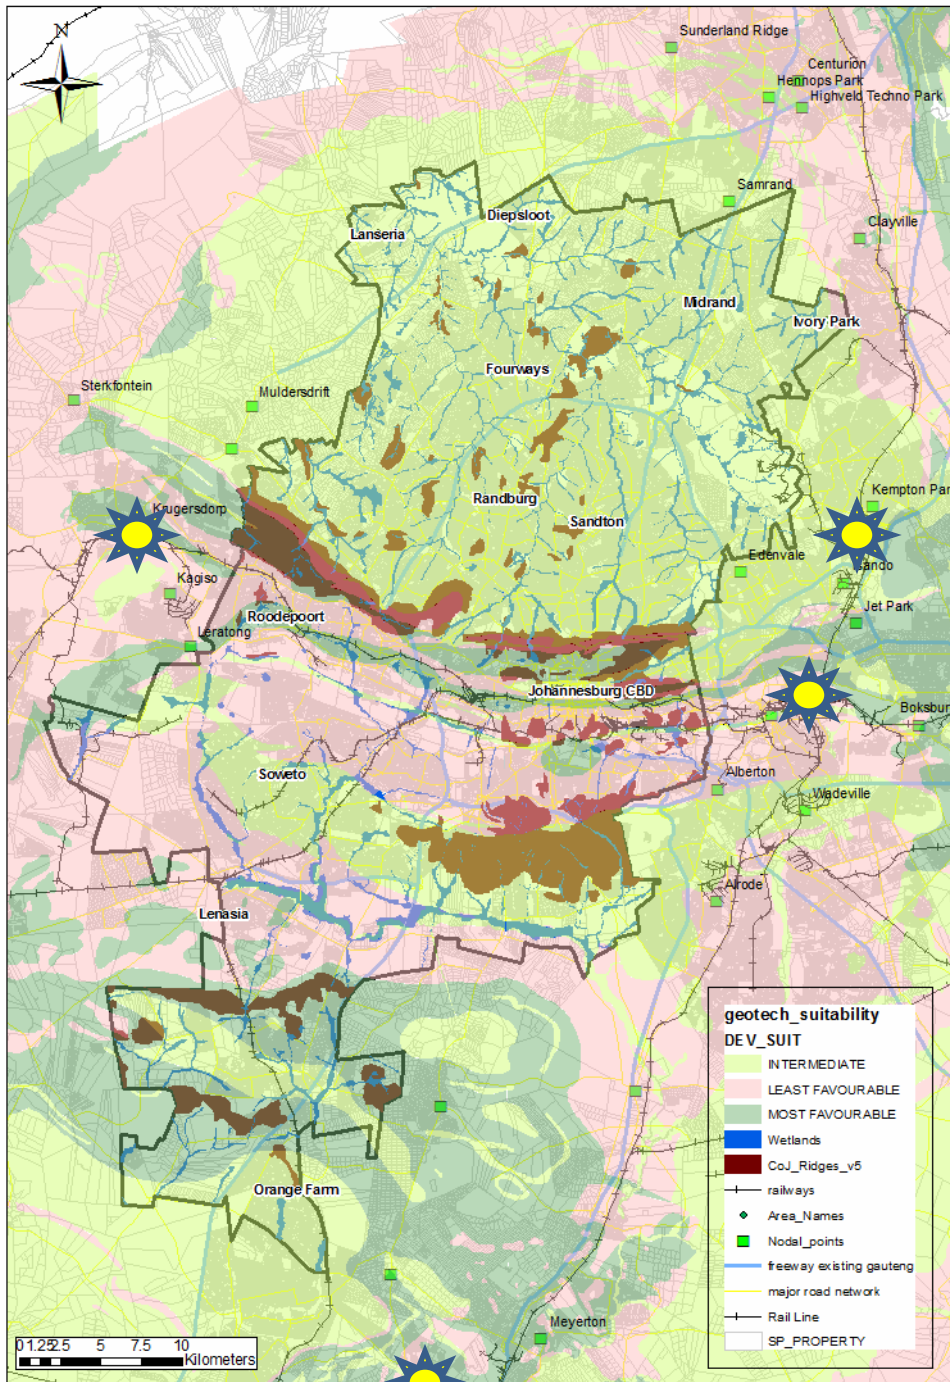 N
Sunderland Ridge
Centurion
Hennops Park
Highveld Techno Park
Samrand
Diepsloot
Lanseria
Clayville
Midrand
Ivory Park
Fourways
Sterkfontein
Muldersdrift
Randburg
Sandton
Kempton Par
Krugersdorp
Edenvale
Kagiso
Jet Park
Roodepoort
Leratong
Johannesburg CBD
Boksbur
Soweto
Alberton
Wadeville
Alrode
Lenasia
Orange Farm
Meyerton
geotech_suitability
DEV_SUIT
INTERMEDIATE
LEAST FAVOURABLE
MOST FAVOURABLE
Wetlands
CoJ_Ridges_v5
railways
Area_Names
Nodal_points
freeway existing gauteng
major road network
Rail Line
SP_PROPERTY
0 1.25 2.5 5 7.5 10
Kilometers